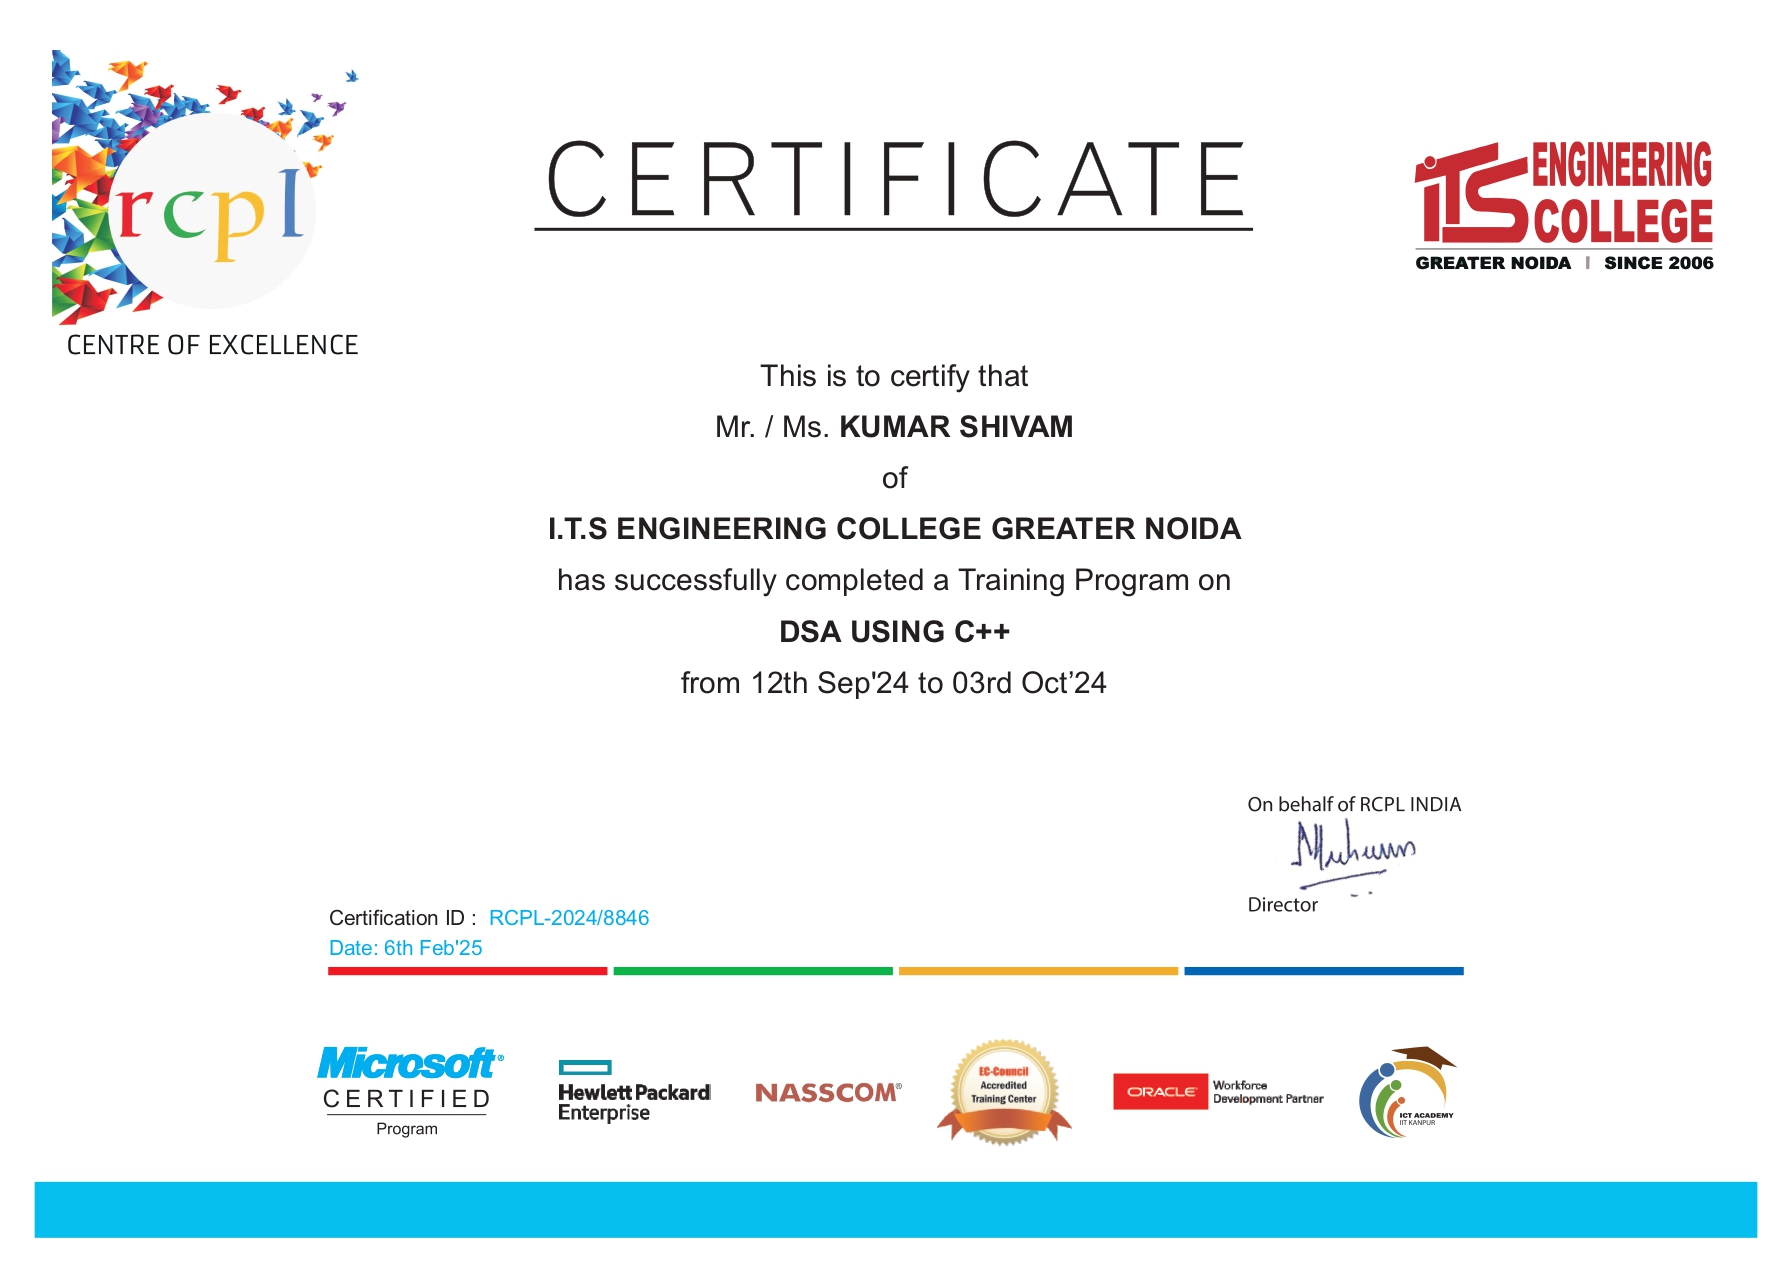 rcpl
CENTRE OF EXCELLENCE
CERTIFICATE
iTS ENGINEERING
COLLEGE
GREATER NOIDA | SINCE 2006
This is to certify that
Mr. / Ms. KUMAR SHIVAM
of
I.T.S ENGINEERING COLLEGE GREATER NOIDA
has successfully completed a Training Program on
DSA USING C++
from 12th Sep'24 to 03rd Oct’24
On behalf of RCPL INDIA
Director
Certification ID : RCPL-2024/8846
Date: 6th Feb'25
Microsoft®
CERTIFIED
Program
Hewlett Packard
Enterprise
NASSCOM®
EC-Council
Accredited
Training Center
ORACLE
Workforce
Development Partner
ICT ACADEMY
IIT KANPUR